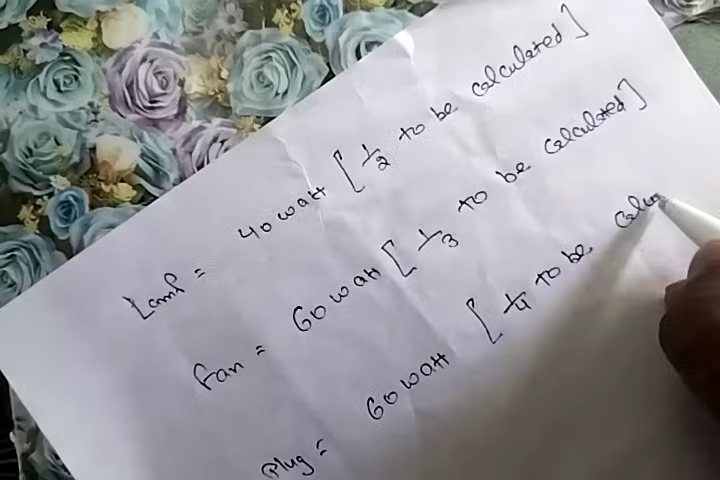 Lamp = 40 watt [1/2 to be calculated]
Fan = 60 watt [1/3 to be calculated]
Plug = 60 watt [1/4 to be